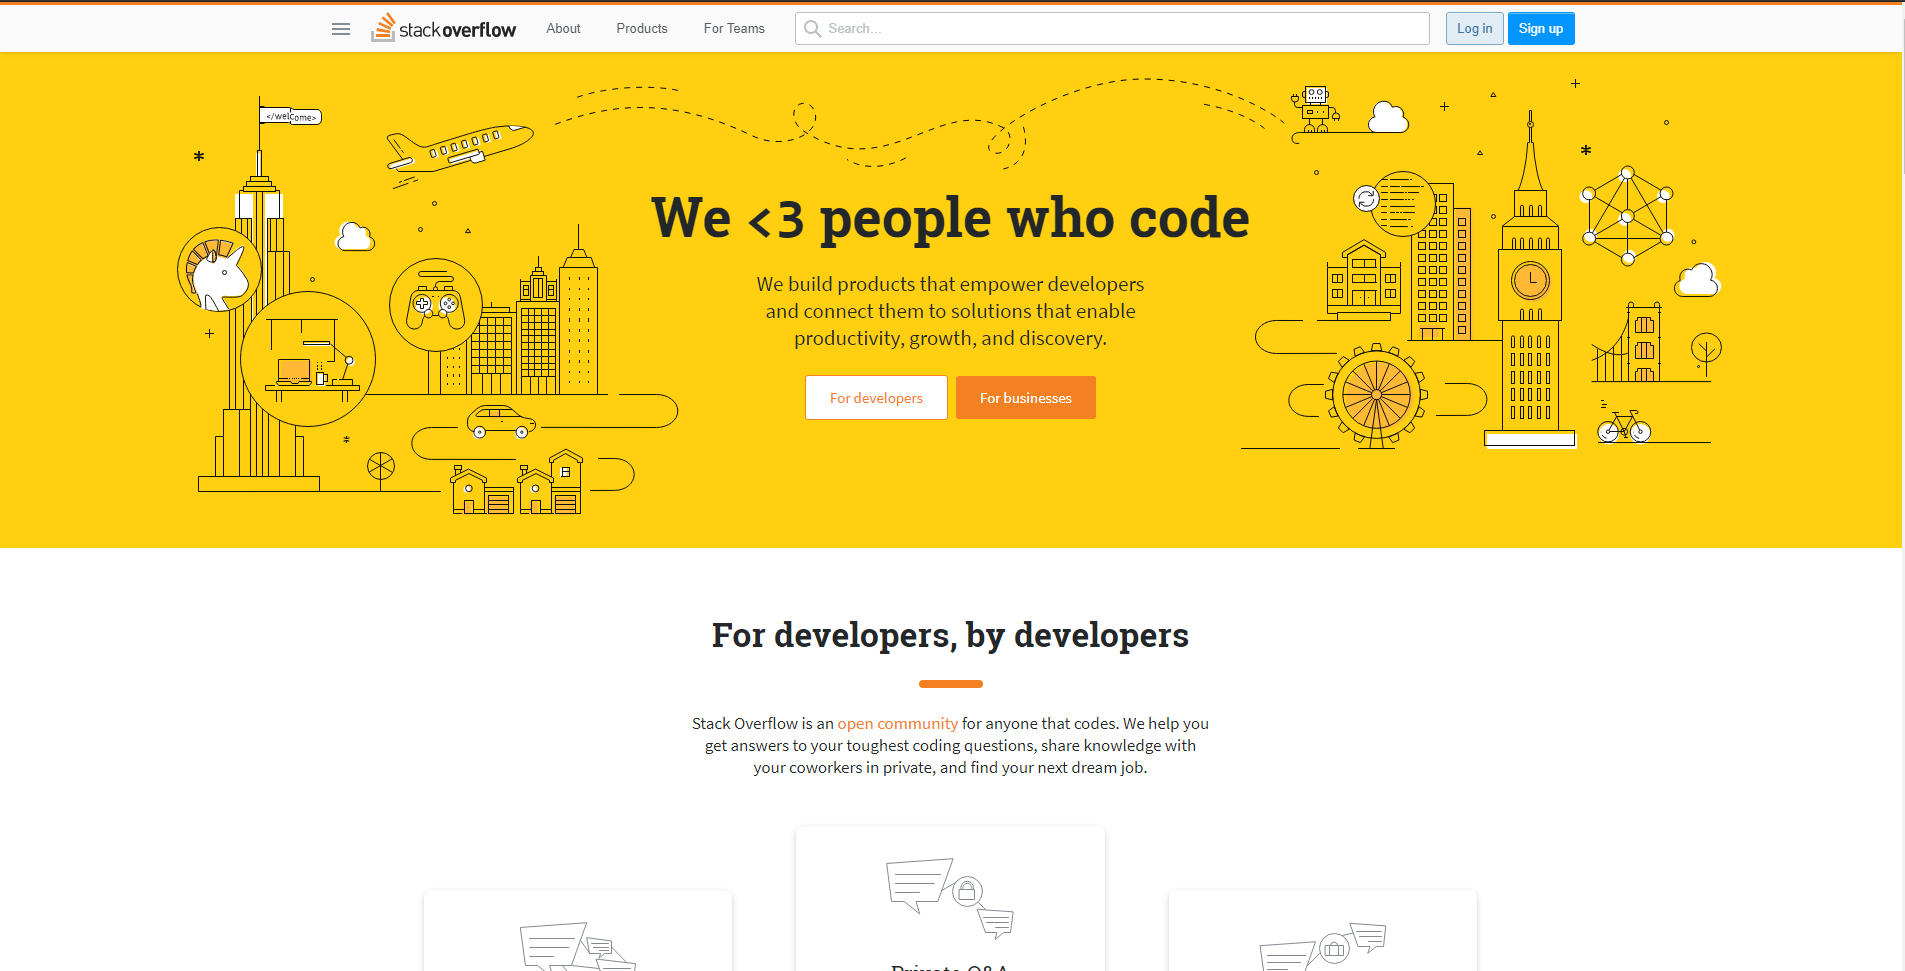 stackoverflow
About
Products
For Teams
Search...
Log in
Sign up
</welcome>
We <3 people who code
We build products that empower developers
and connect them to solutions that enable
productivity, growth, and discovery.
For developers
For businesses
For developers, by developers
Stack Overflow is an open community for anyone that codes. We help you
get answers to your toughest coding questions, share knowledge with
your coworkers in private, and find your next dream job.
Private Q&A